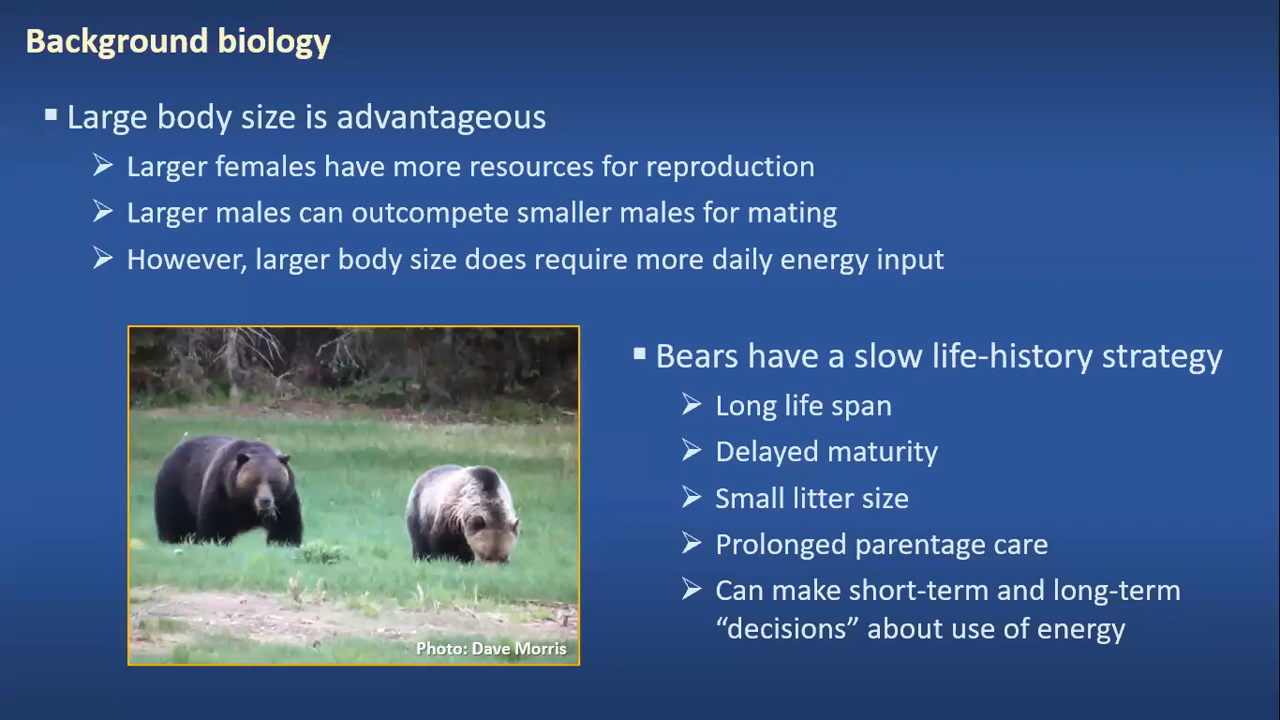 Background biology
▪ Large body size is advantageous
➢ Larger females have more resources for reproduction
➢ Larger males can outcompete smaller males for mating
➢ However, larger body size does require more daily energy input
▪ Bears have a slow life-history strategy
➢ Long life span
➢ Delayed maturity
➢ Small litter size
➢ Prolonged parentage care
➢ Can make short-term and long-term
“decisions” about use of energy
Photo: Dave Morris